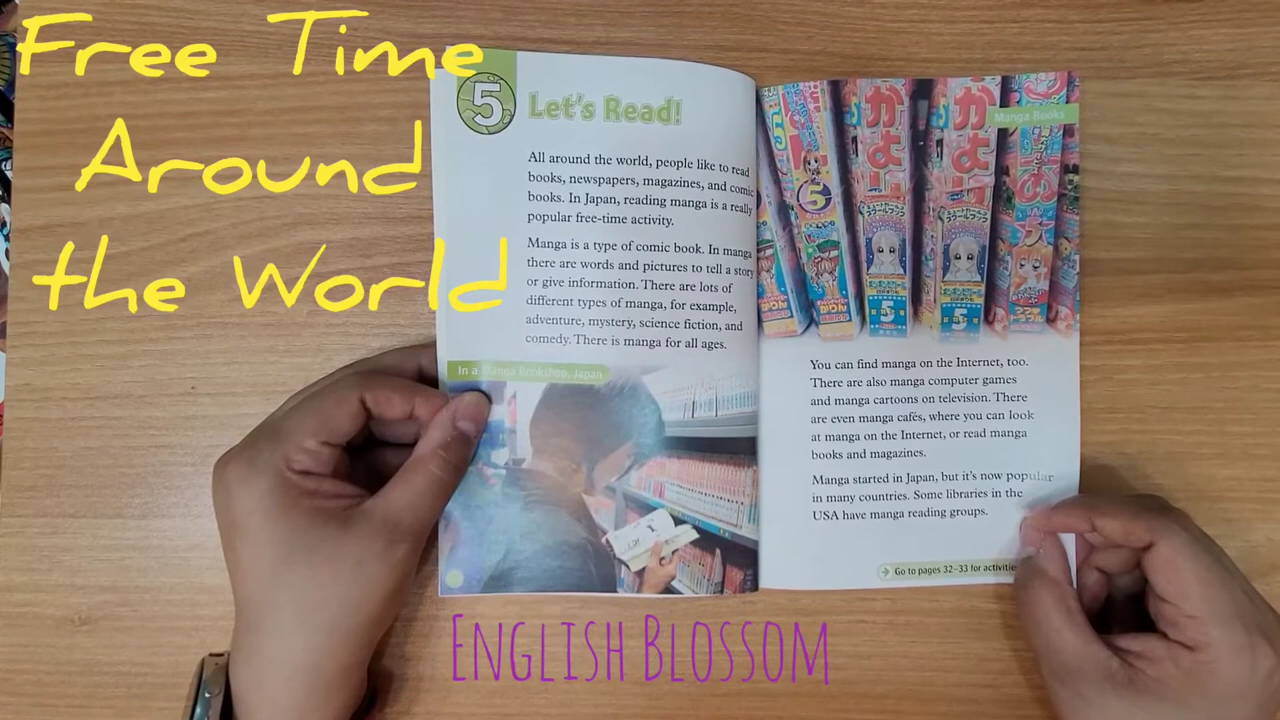 Free Time
Around
the World
5
Let's Read!
All around the world, people like to read
books, newspapers, magazines, and comic
books. In Japan, reading manga is a really
popular free-time activity.
Manga is a type of comic book. In manga
there are words and pictures to tell a story
or give information. There are lots of
different types of manga, for example,
adventure, mystery, science fiction, and
comedy. There is manga for all ages.
In a Manga Bookshop, Japan
Manga Books
You can find manga on the Internet, too.
There are also manga computer games
and manga cartoons on television. There
are even manga cafés, where you can look
at manga on the Internet, or read manga
books and magazines.
Manga started in Japan, but it's now popular
in many countries. Some libraries in the
USA have manga reading groups.
Go to pages 32–33 for activities
English Blossom